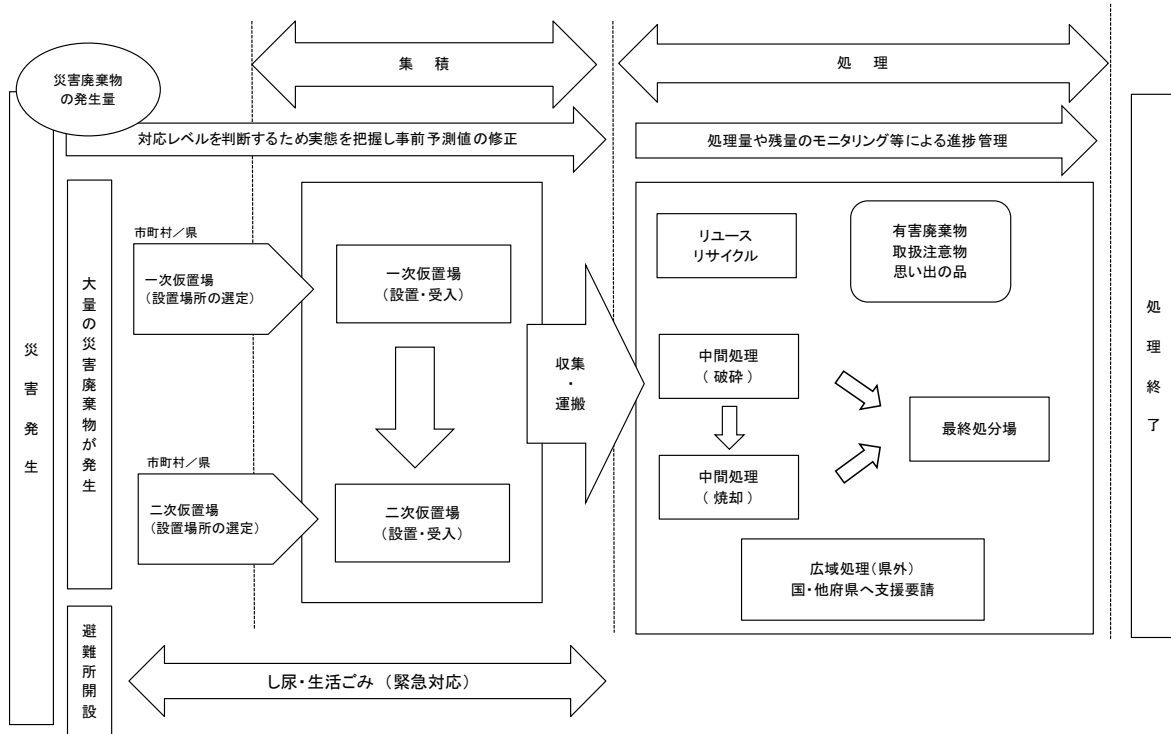 集 積
処 理
災害廃棄物
の発生量
対応レベルを判断するため実態を把握し事前予測値の修正
処理量や残量のモニタリング等による進捗管理
災害発生
大量の災害廃棄物が発生
市町村／県
一次仮置場
（設置場所の選定）
一次仮置場
（設置・受入）
市町村／県
二次仮置場
（設置場所の選定）
二次仮置場
（設置・受入）
収集
・
運搬
リユース
リサイクル
有害廃棄物
取扱注意物
思い出の品
中間処理
（ 破砕 ）
中間処理
（ 焼却 ）
最終処分場
広域処理（県外）
国・他府県へ支援要請
処理終了
避難所開設
し尿・生活ごみ （緊急対応）